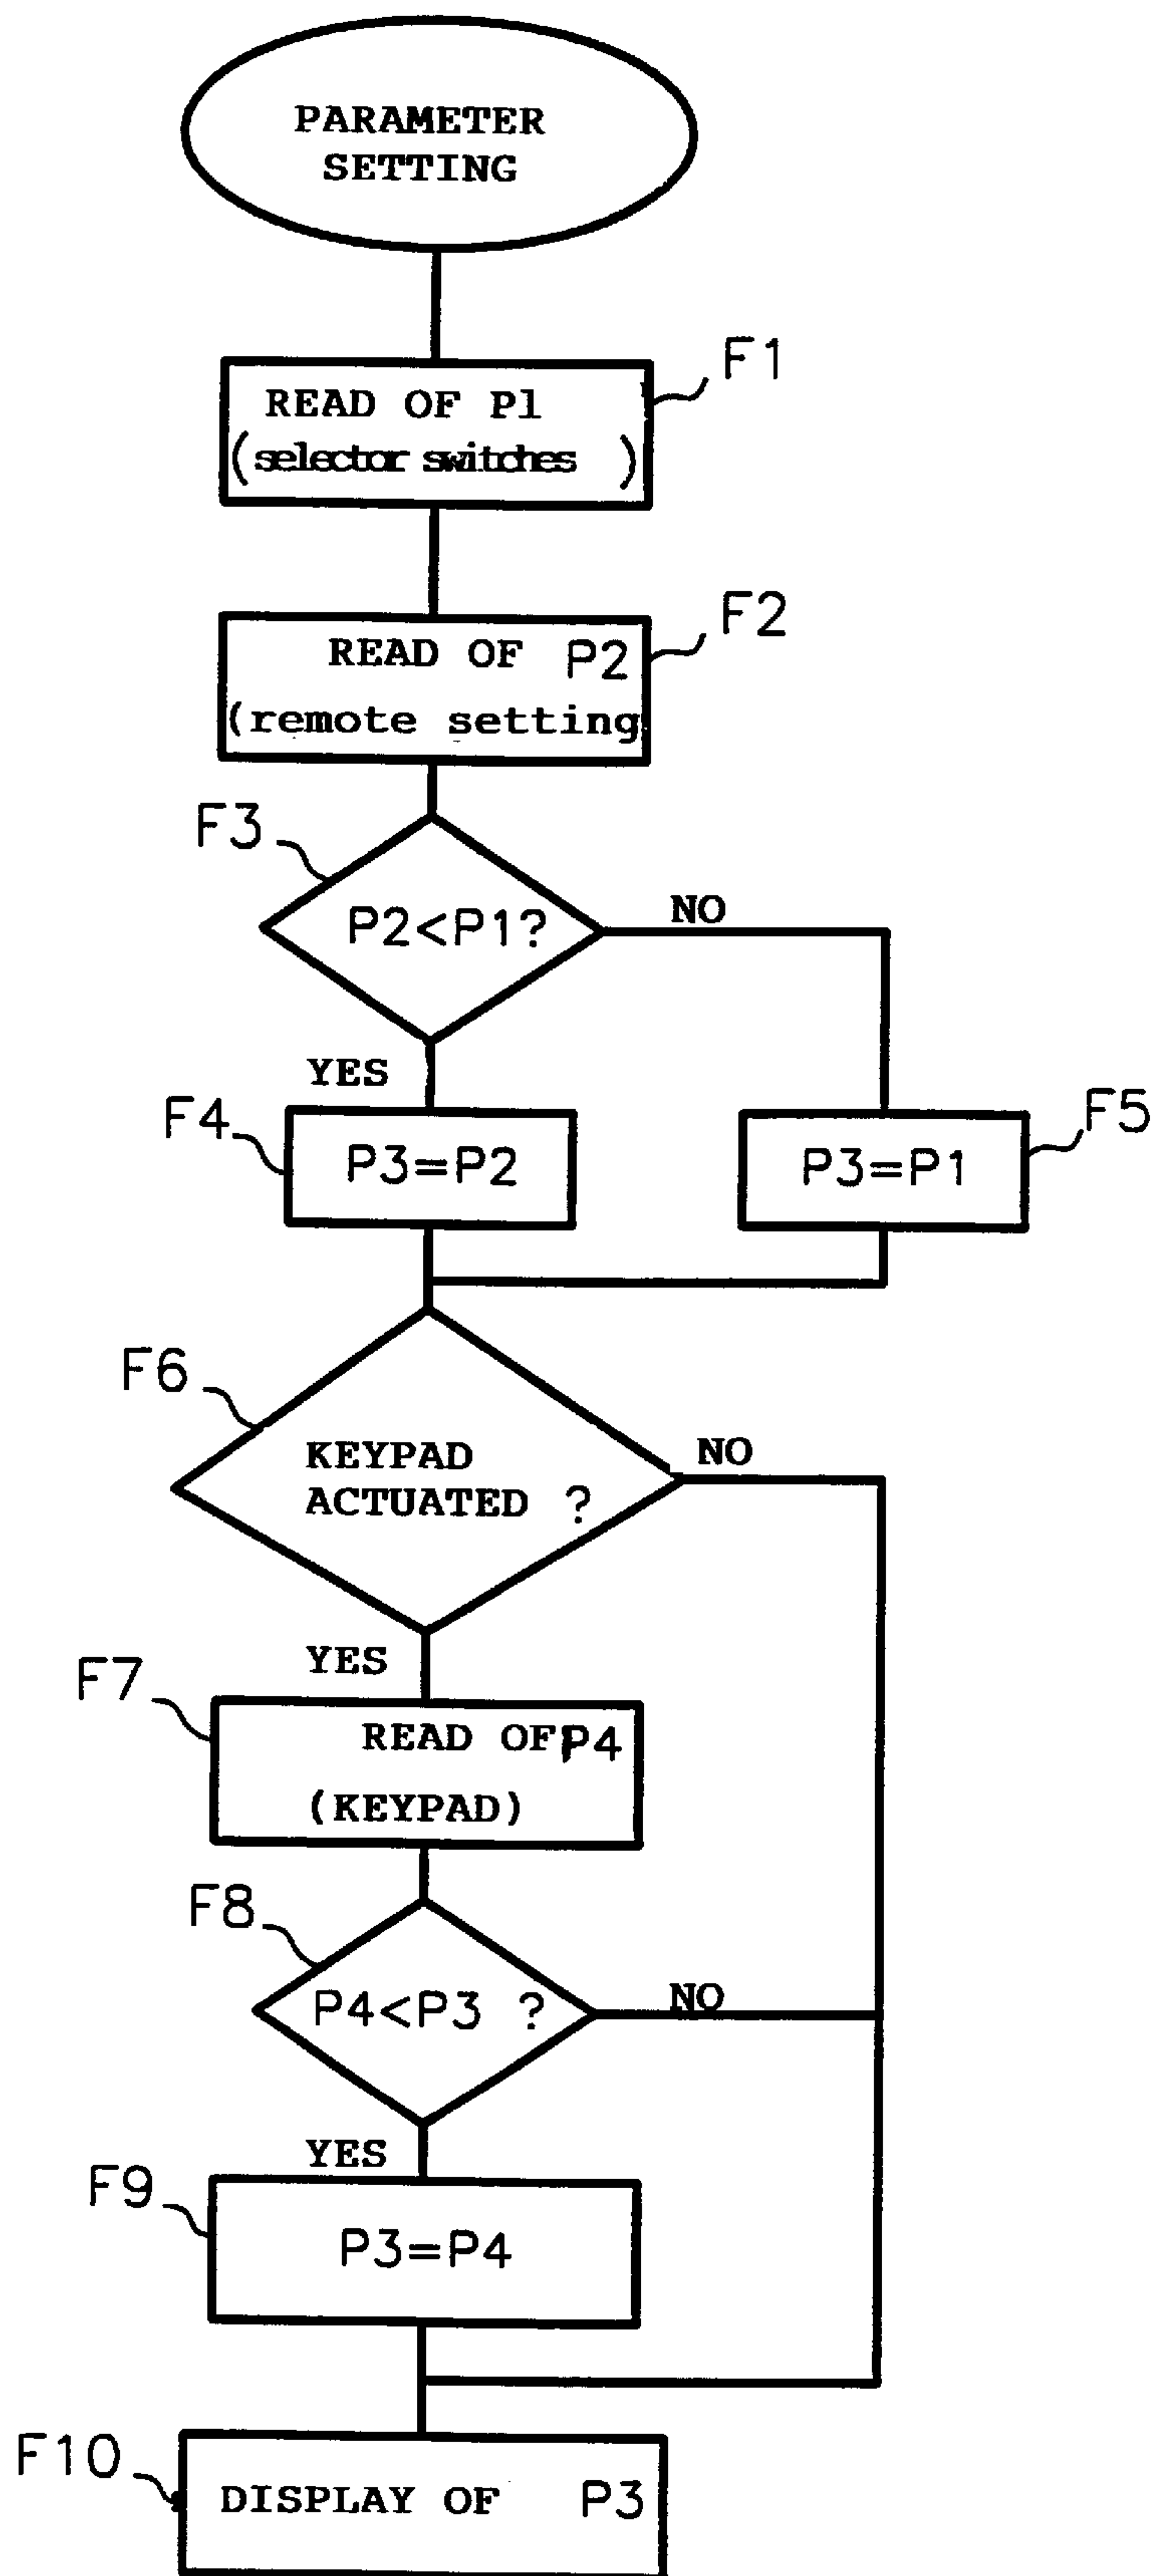 PARAMETER
SETTING
F1
READ OF P1
(selector switches )
F2
READ OF P2
(remote setting
F3
P2<P1?
NO
YES
F4
P3=P2
F5
P3=P1
F6
KEYPAD
ACTUATED ?
NO
YES
F7
READ OF P4
(KEYPAD)
F8
P4<P3 ?
NO
YES
F9
P3=P4
F10
DISPLAY OF P3